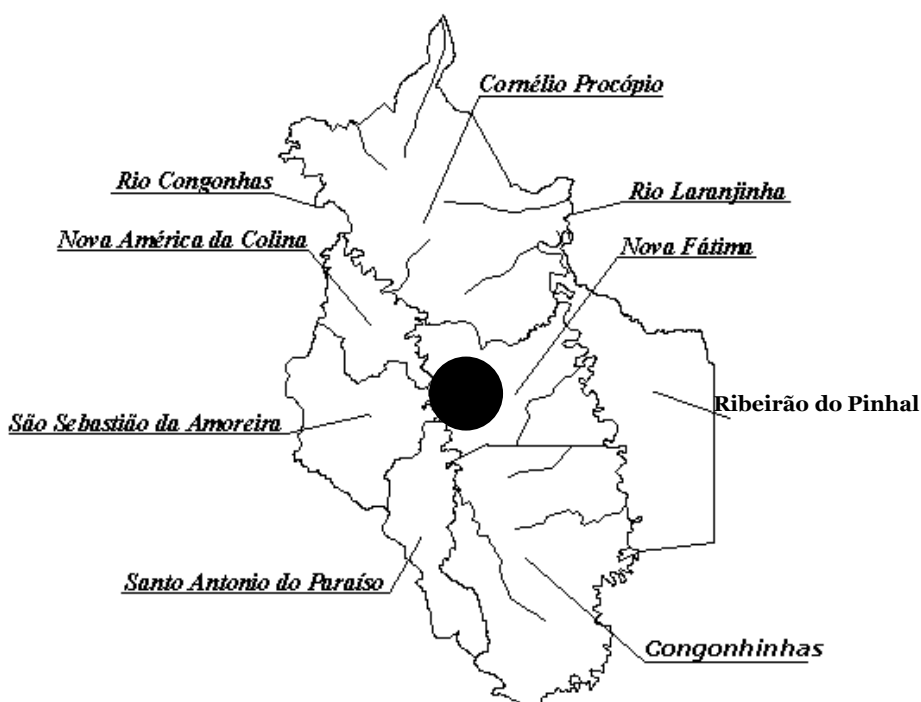 Cornélio Procópio
Rio Congonhas
Rio Laranjinha
Nova América da Colina
Nova Fátima
Ribeirão do Pinhal
São Sebastião da Amoreira
Santo Antonio do Paraíso
Congonhinhas